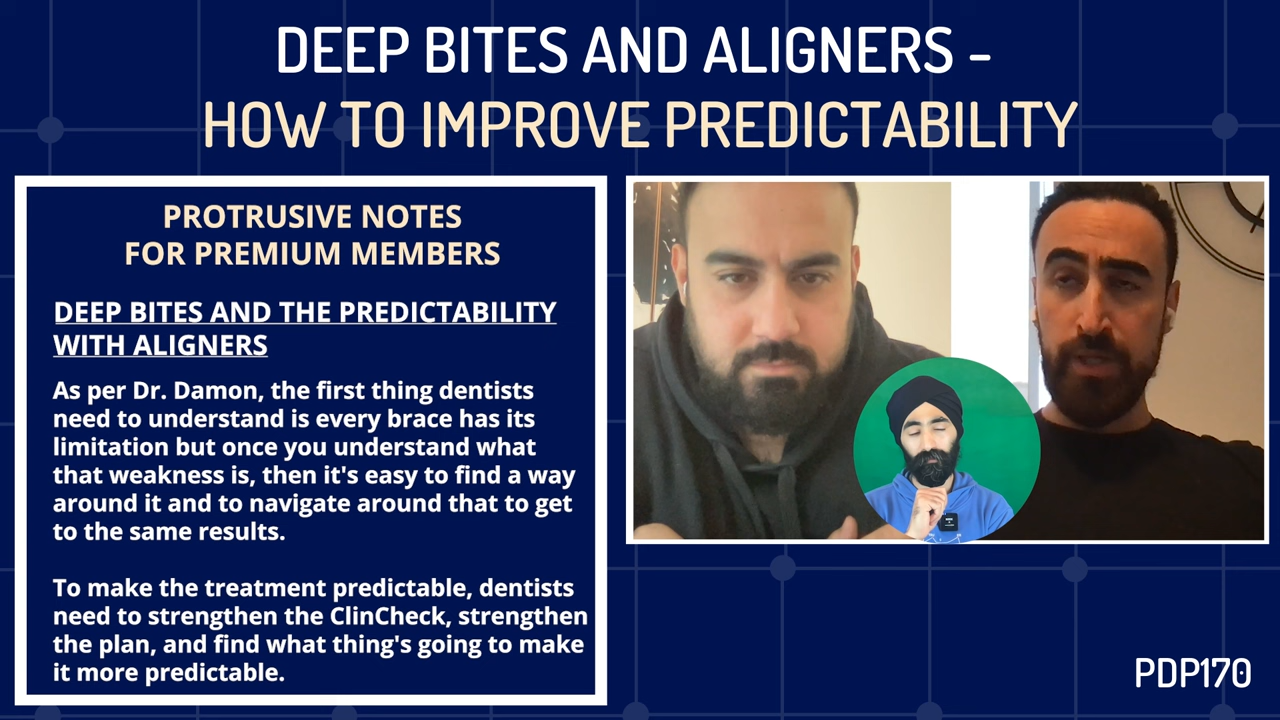 DEEP BITES AND ALIGNERS -
HOW TO IMPROVE PREDICTABILITY
PROTRUSIVE NOTES
FOR PREMIUM MEMBERS
DEEP BITES AND THE PREDICTABILITY
WITH ALIGNERS
As per Dr. Damon, the first thing dentists
need to understand is every brace has its
limitation but once you understand what
that weakness is, then it's easy to find a way
around it and to navigate around that to get
to the same results.
To make the treatment predictable, dentists
need to strengthen the ClinCheck, strengthen
the plan, and find what thing's going to make
it more predictable.
PDP170